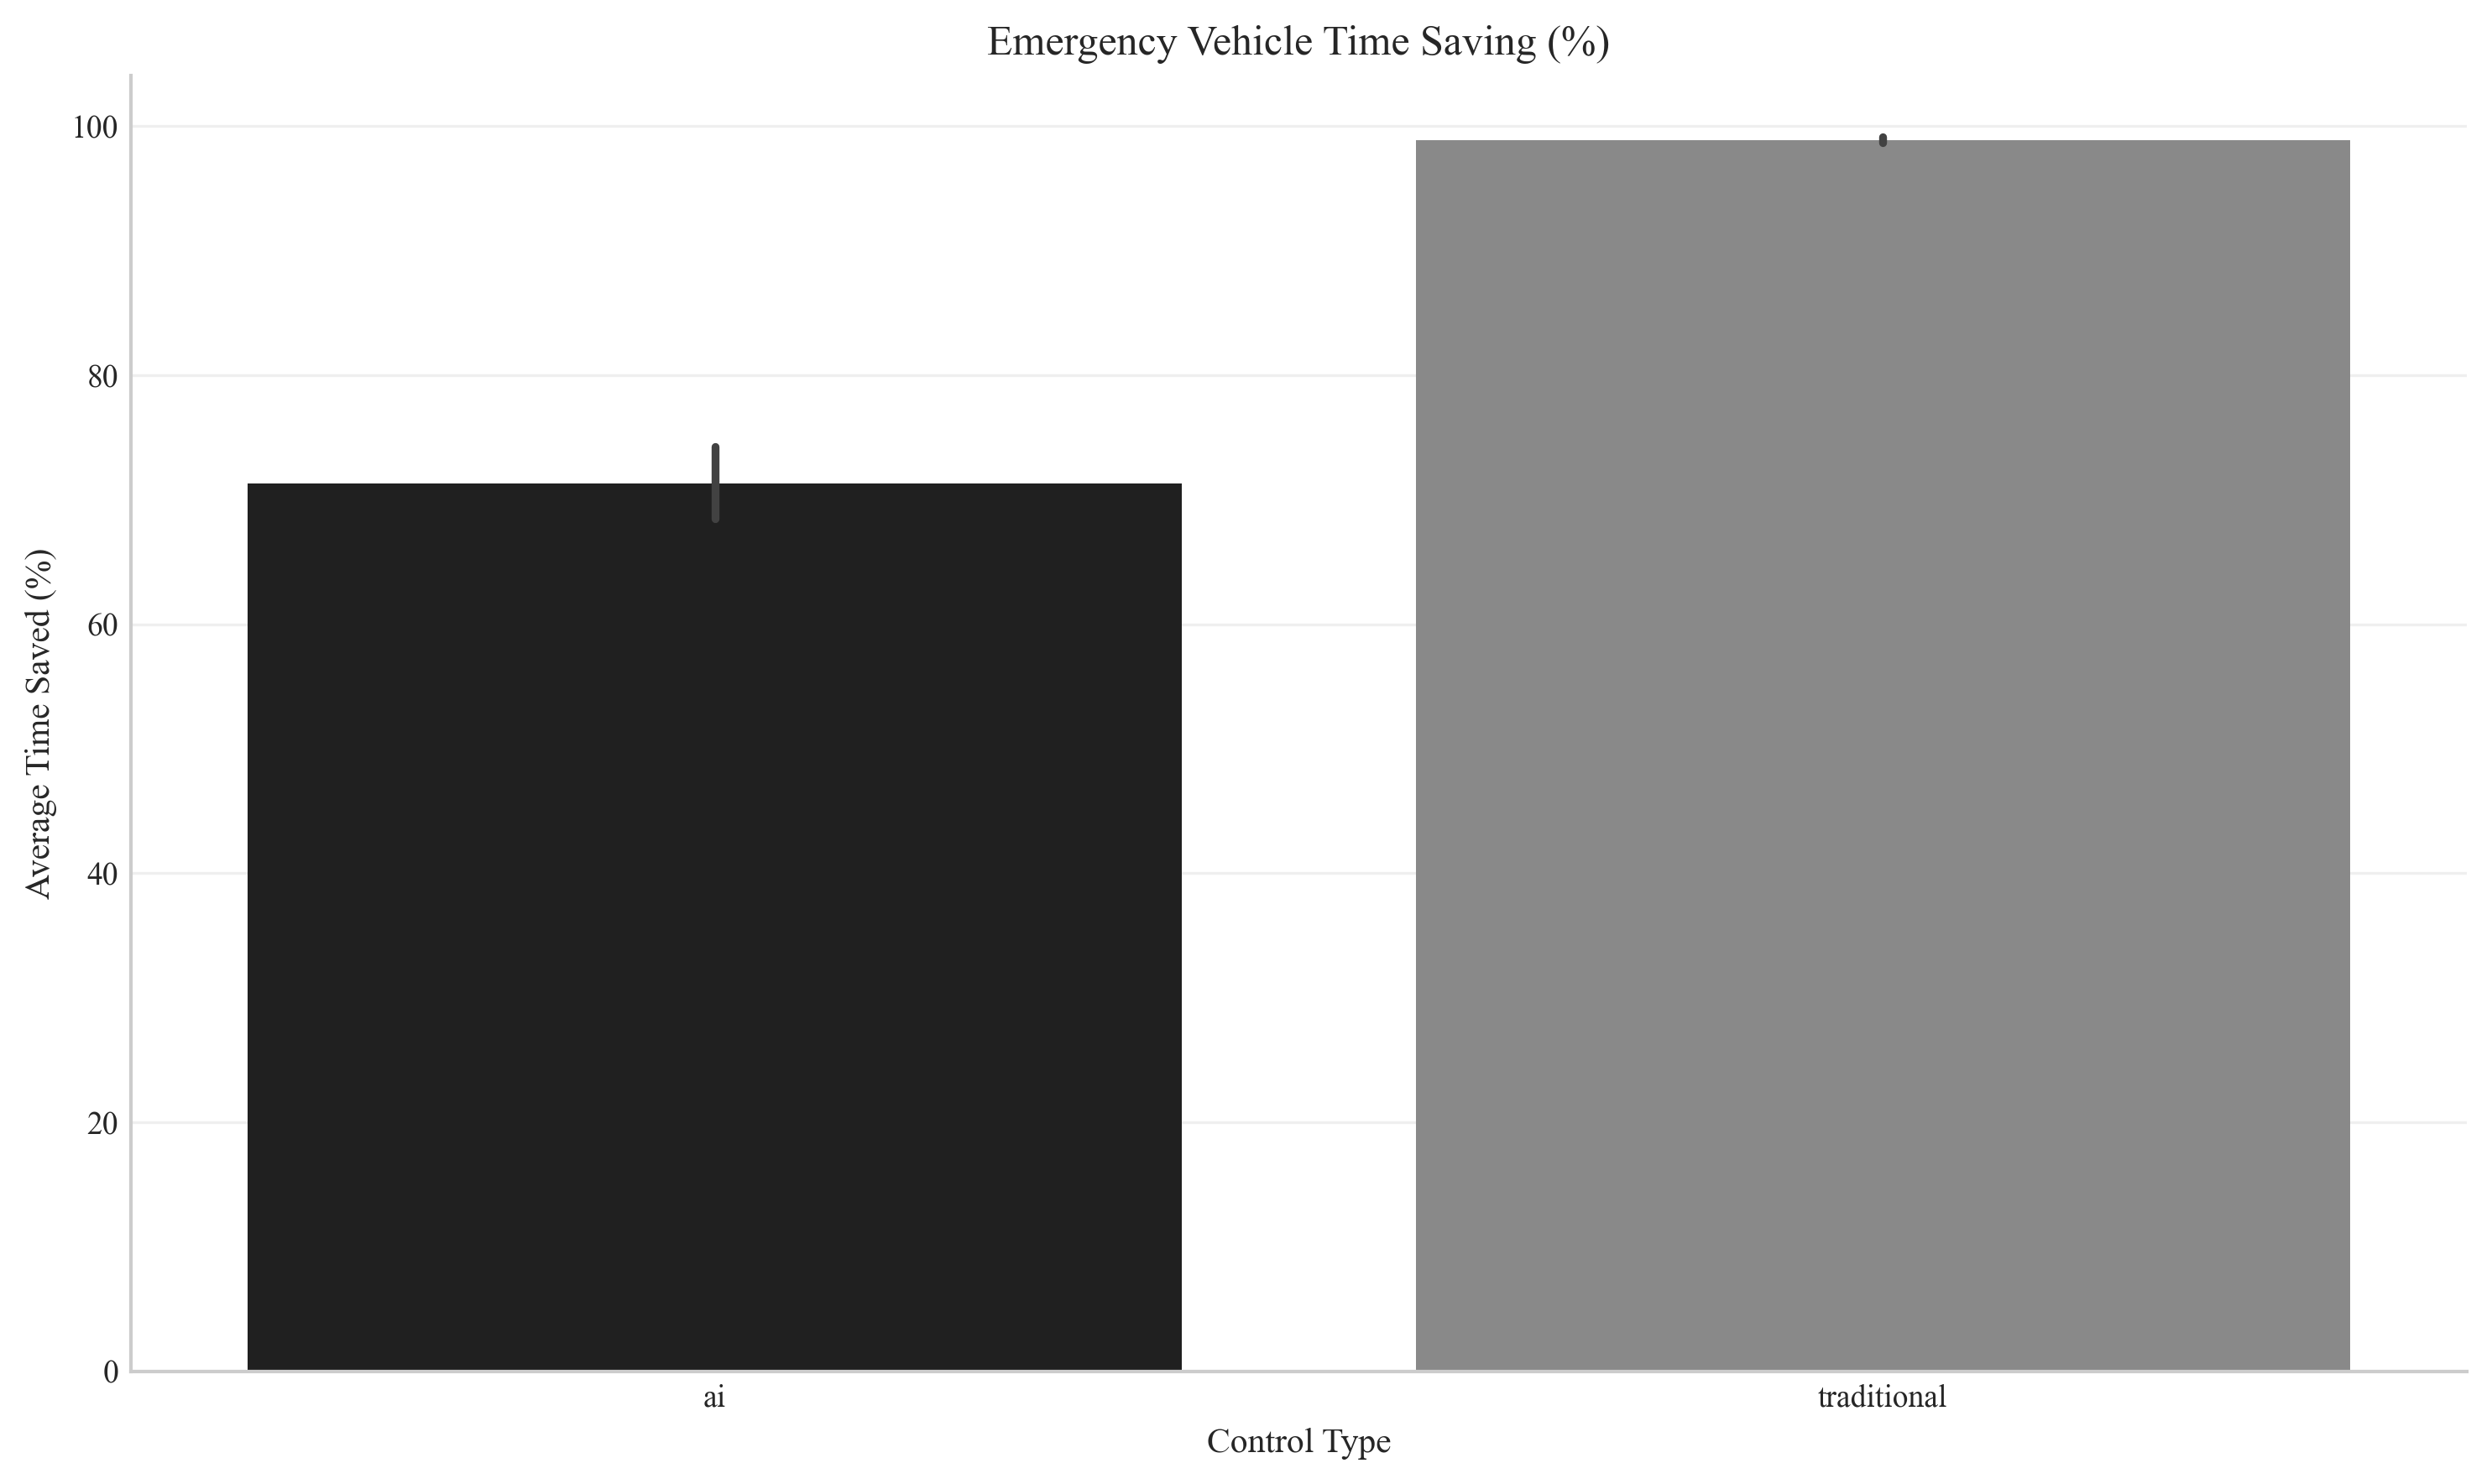 Emergency Vehicle Time Saving (%)
Average Time Saved (%)
100
80
60
40
20
0
ai
traditional
Control Type